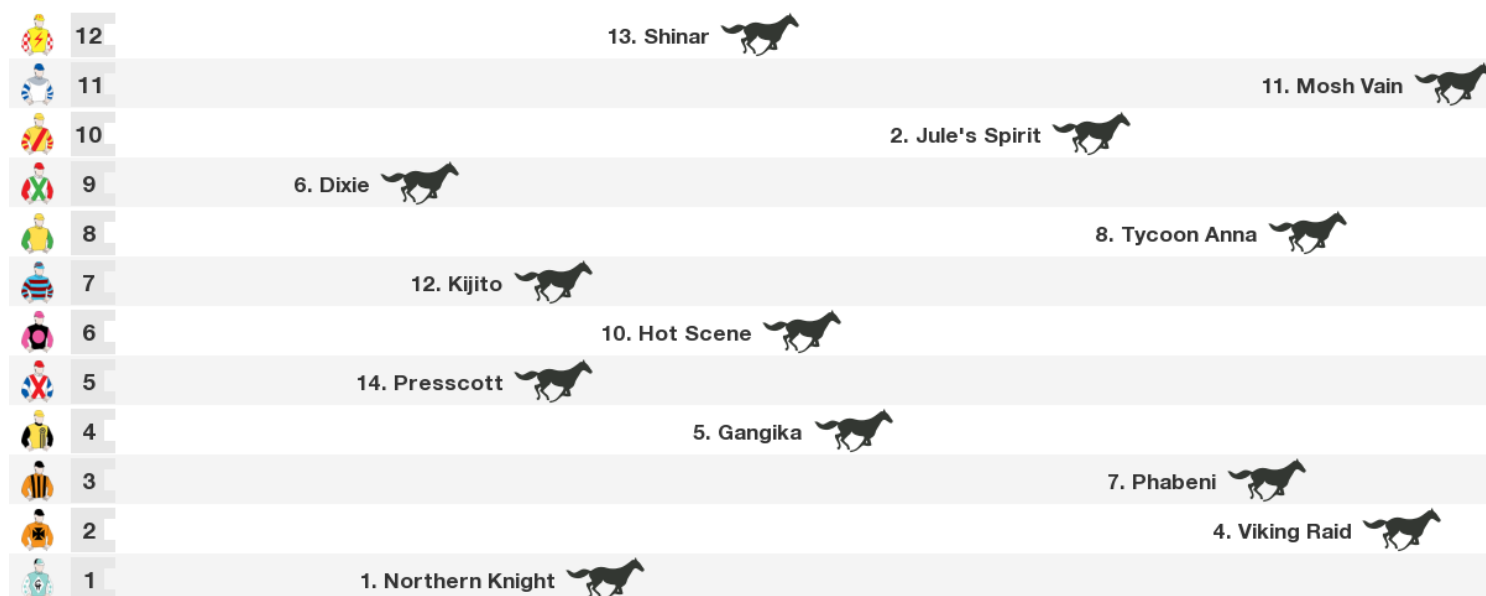 12 13. Shinar
11 11. Mosh Vain
10 2. Jule's Spirit
9 6. Dixie
8 8. Tycoon Anna
7 12. Kijito
6 10. Hot Scene
5 14. Presscott
4 5. Gangika
3 7. Phabeni
2 4. Viking Raid
1 1. Northern Knight